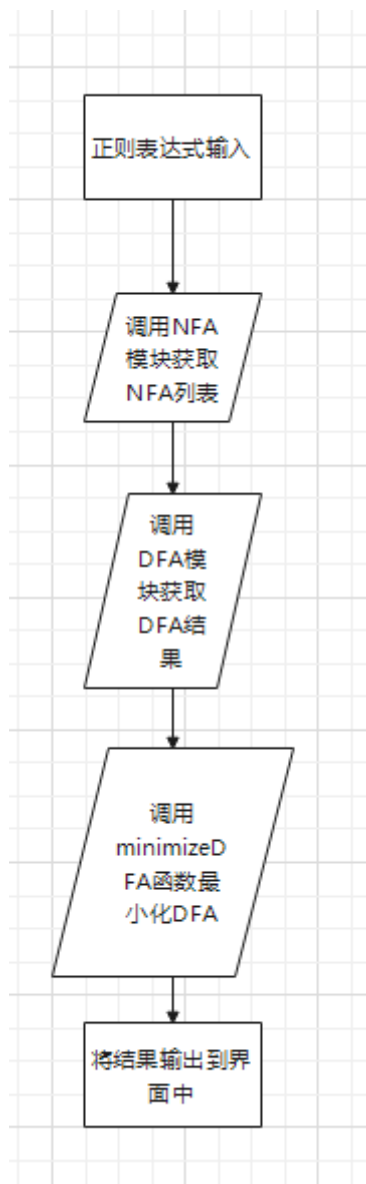 正则表达式输入
调用NFA
模块获取
NFA列表
调用
DFA模
块获取
DFA结
果
调用
minimizeD
FA函数最
小化DFA
将结果输出到界
面中